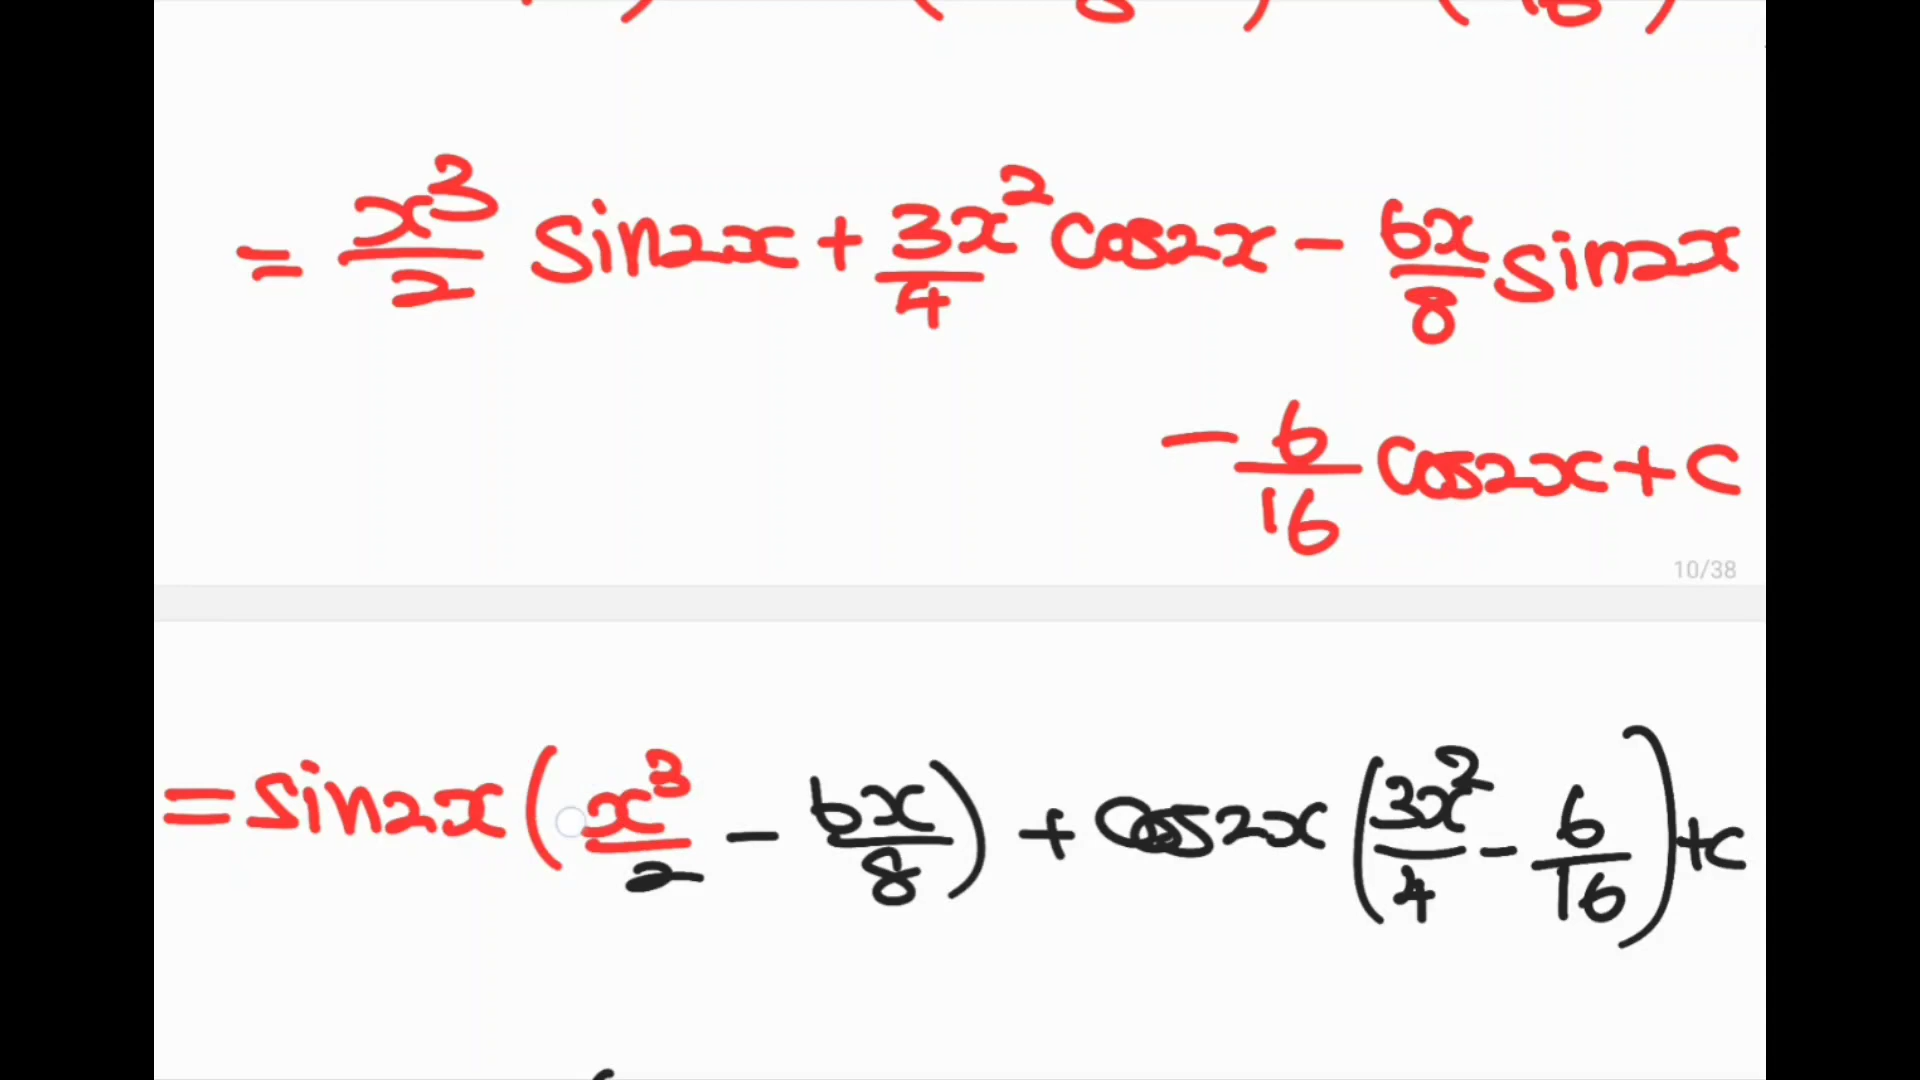 = x³/2 sin2x + 3x²/4 cos2x - 6x/8 sin2x
- 6/16 cos2x + c
10/38
= sin2x ( x³/2 - 6x/8 ) + cos2x ( 3x²/4 - 6/16 ) + c